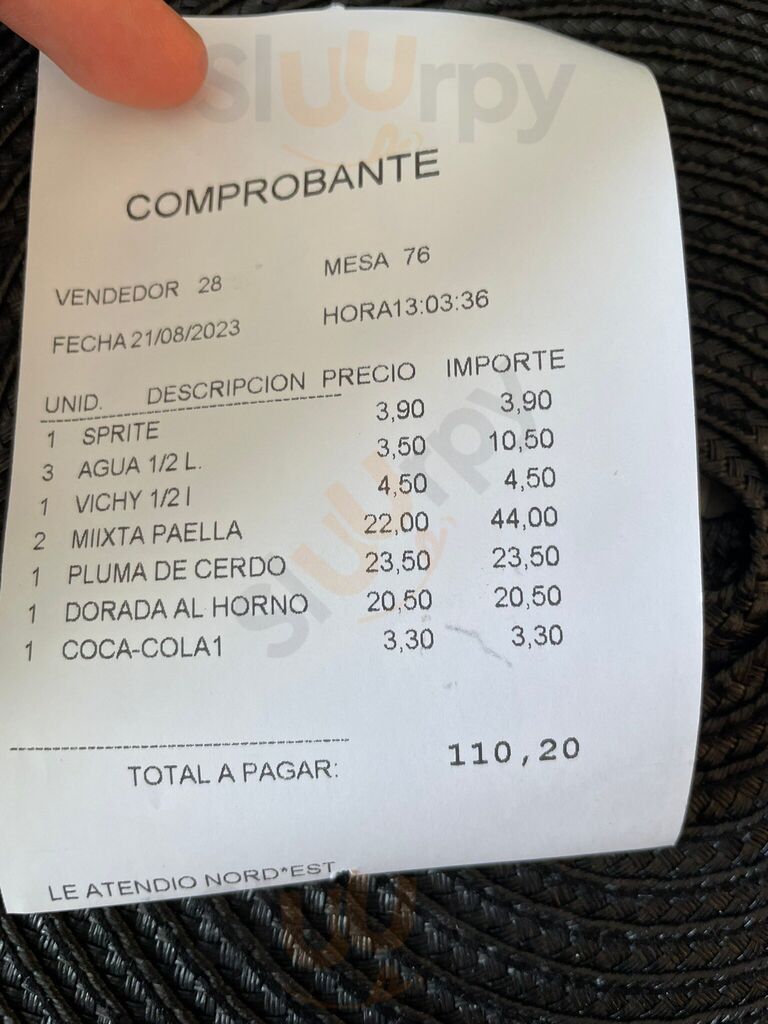 sluurpy
COMPROBANTE
VENDEDOR 28 MESA 76
FECHA 21/08/2023 HORA13:03:36
UNID. DESCRIPCION PRECIO IMPORTE
1 SPRITE 3,90 3,90
3 AGUA 1/2 L. 3,50 10,50
1 VICHY 1/2 l 4,50 4,50
2 MIIXTA PAELLA 22,00 44,00
1 PLUMA DE CERDO 23,50 23,50
1 DORADA AL HORNO 20,50 20,50
1 COCA-COLA1 3,30 3,30
sluurpy
TOTAL A PAGAR: 110,20
LE ATENDIO NORD*EST